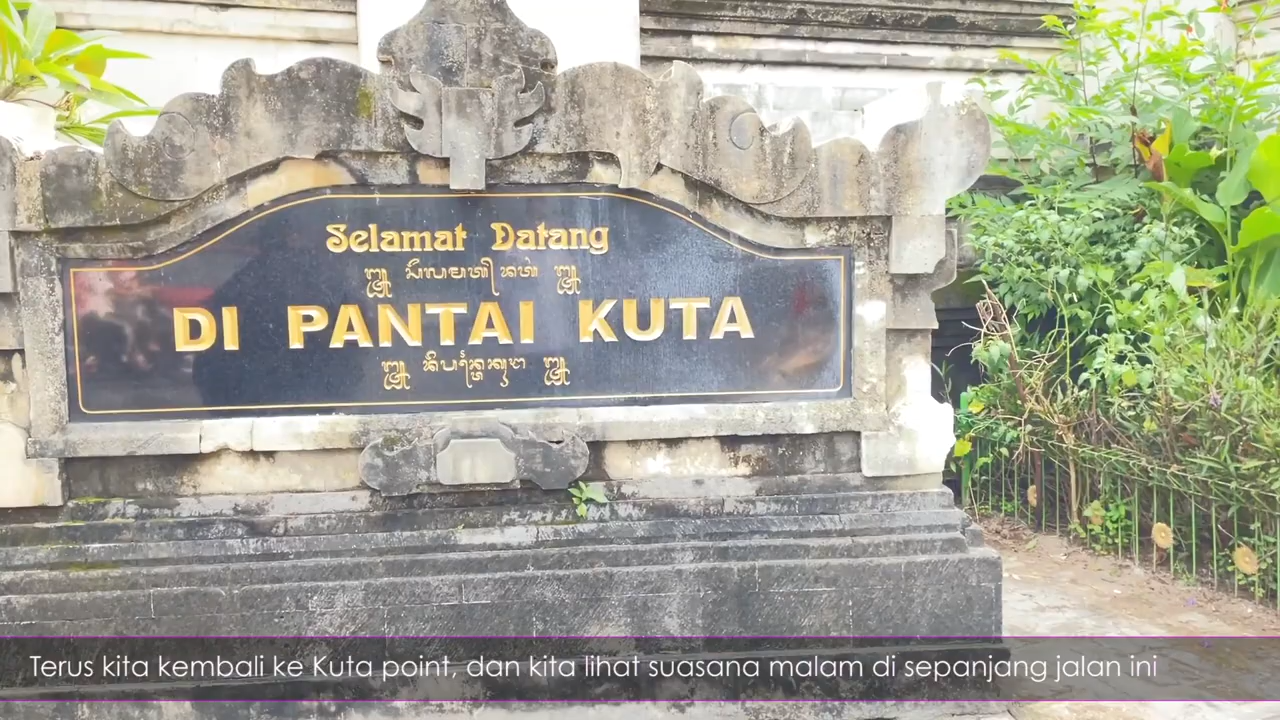 Selamat Datang
DI PANTAI KUTA
Terus kita kembali ke Kuta point, dan kita lihat suasana malam di sepanjang jalan ini